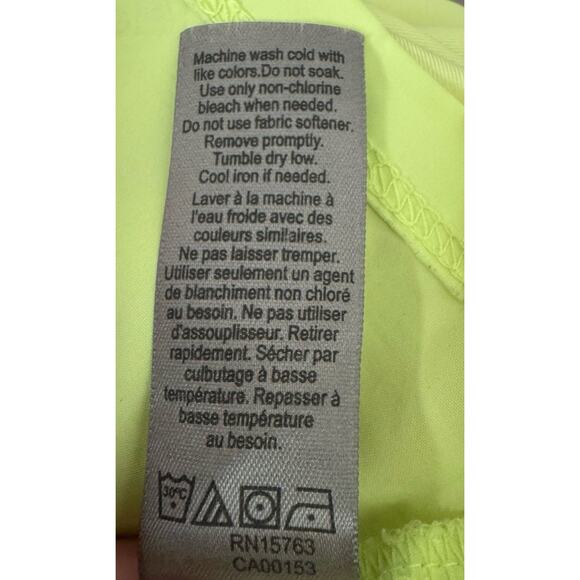 Machine wash cold with
like colors.Do not soak.
Use only non-chlorine
bleach when needed.
Do not use fabric softener.
Remove promptly.
Tumble dry low.
Cool iron if needed.
Laver à la machine à
l'eau froide avec des
couleurs similaires.
Ne pas laisser tremper.
Utiliser seulement un agent
de blanchiment non chloré
au besoin. Ne pas utiliser
d'assouplisseur. Retirer
rapidement. Sécher par
culbutage à basse
température. Repasser à
basse température
au besoin.
30°C
RN15763
CA00153